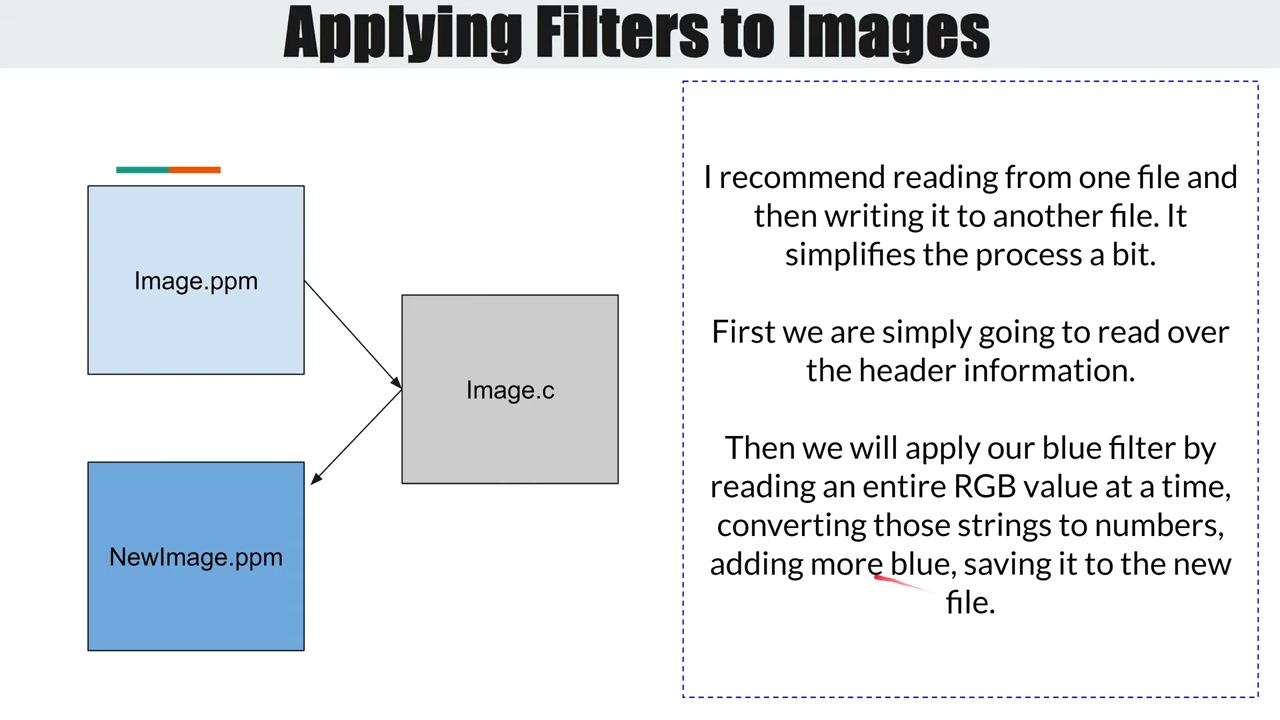 Applying Filters to Images
Image.ppm
Image.c
NewImage.ppm
I recommend reading from one file and
then writing it to another file. It
simplifies the process a bit.
First we are simply going to read over
the header information.
Then we will apply our blue filter by
reading an entire RGB value at a time,
converting those strings to numbers,
adding more blue, saving it to the new
file.